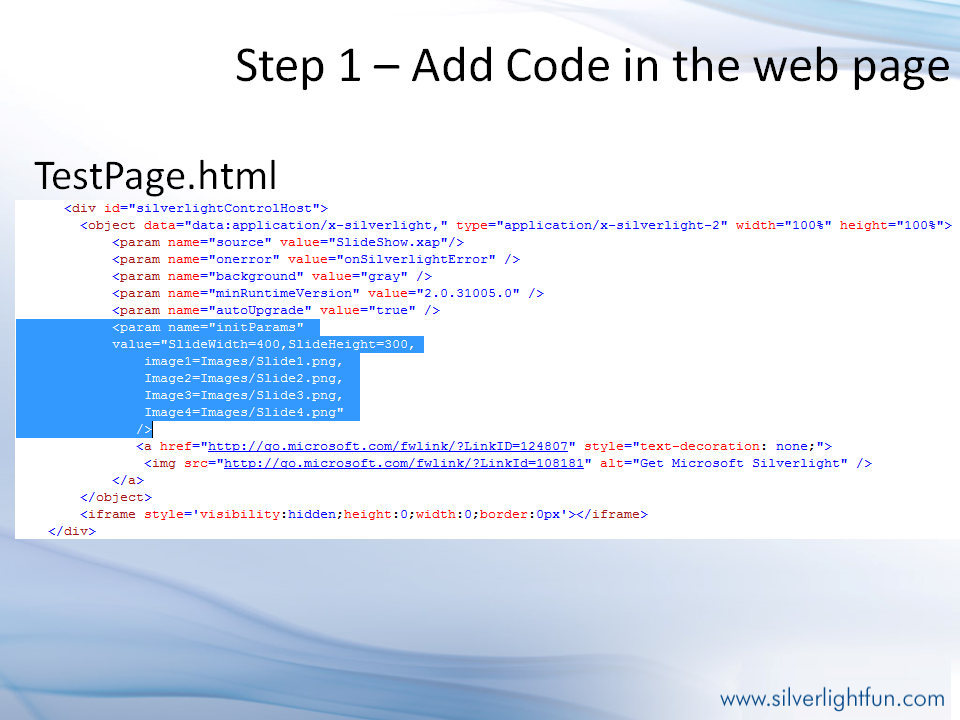 Step 1 – Add Code in the web page
TestPage.html
<div id="silverlightControlHost">
<object data="data:application/x-silverlight," type="application/x-silverlight-2" width="100%" height="100%">
<param name="source" value="SlideShow.xap"/>
<param name="onerror" value="onSilverlightError" />
<param name="background" value="gray" />
<param name="minRuntimeVersion" value="2.0.31005.0" />
<param name="autoUpgrade" value="true" />
<param name="initParams"
value="SlideWidth=400,SlideHeight=300,
image1=Images/Slide1.png,
Image2=Images/Slide2.png,
Image3=Images/Slide3.png,
Image4=Images/Slide4.png"
/>
<a href="http://go.microsoft.com/fwlink/?LinkID=124807" style="text-decoration: none;">
<img src="http://go.microsoft.com/fwlink/?LinkId=108181" alt="Get Microsoft Silverlight" />
</a>
</object>
<iframe style='visibility:hidden;height:0;width:0;border:0px'></iframe>
</div>
www.silverlightfun.com